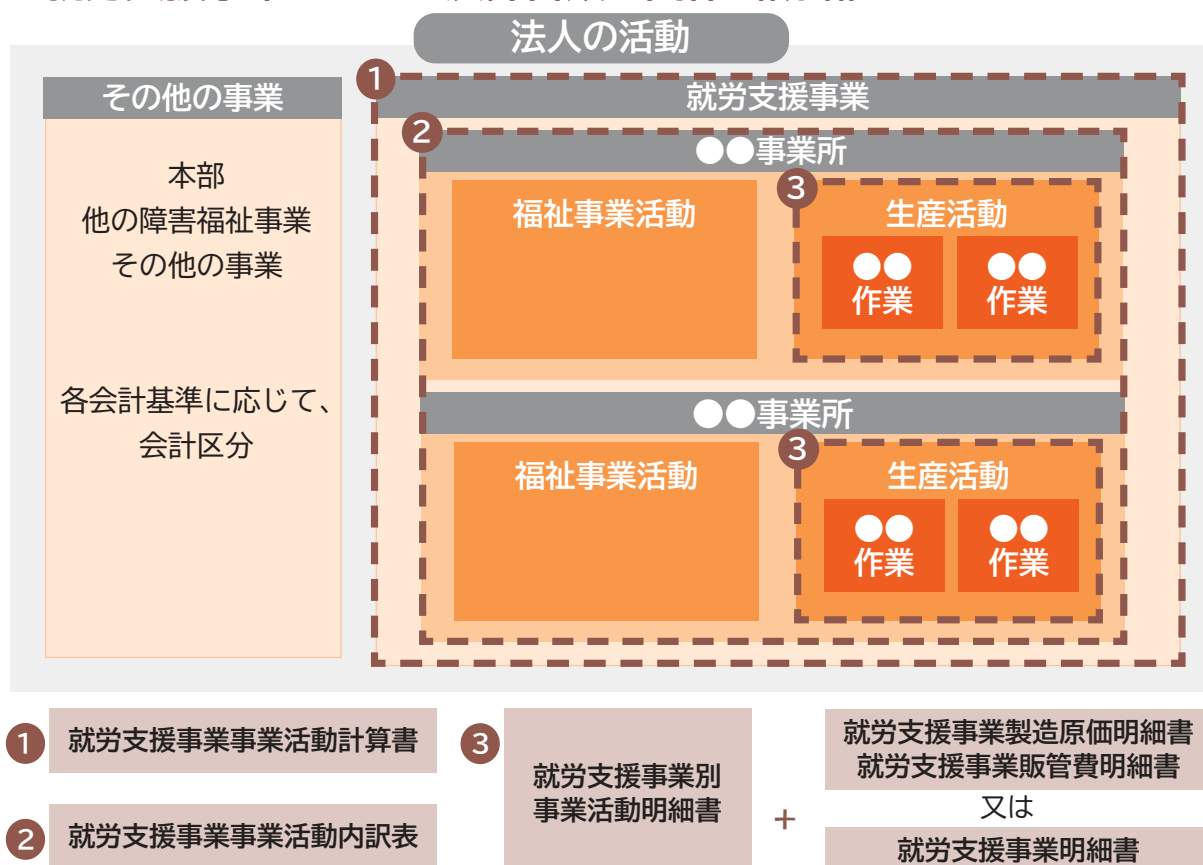 法人の活動
その他の事業
本部
他の障害福祉事業
その他の事業
各会計基準に応じて、
会計区分
1
就労支援事業
2
●●事業所
福祉事業活動
3
生産活動
●●
作業
●●
作業
●●事業所
福祉事業活動
3
生産活動
●●
作業
●●
作業
1
就労支援事業事業活動計算書
2
就労支援事業事業活動内訳表
3
就労支援事業別
事業活動明細書
+
就労支援事業製造原価明細書
就労支援事業販管費明細書
又は
就労支援事業明細書